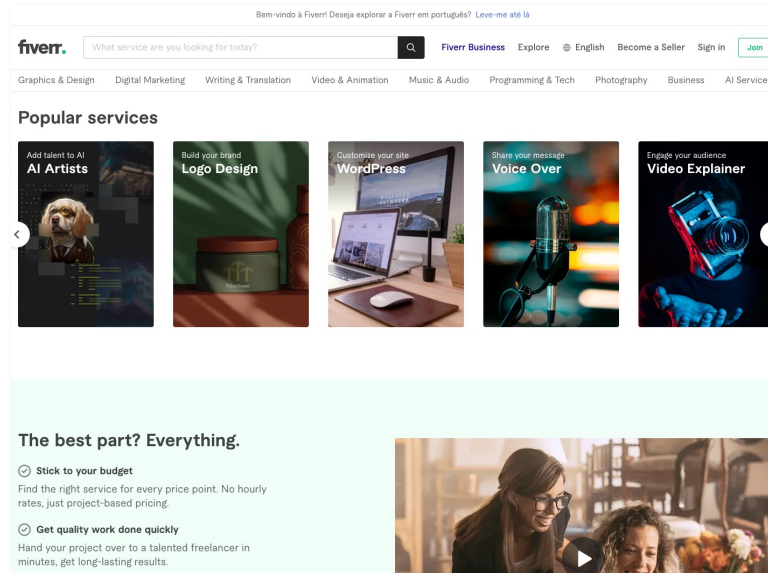 Bem-vindo à Fiverr! Deseja explorar a Fiverr em português? Leve-me até lá
fiverr.
What service are you looking for today?
Fiverr Business
Explore
English
Become a Seller
Sign in
Join
Graphics & Design
Digital Marketing
Writing & Translation
Video & Animation
Music & Audio
Programming & Tech
Photography
Business
AI Service
Popular services
Add talent to AI
AI Artists
Build your brand
Logo Design
Customize your site
WordPress
Share your message
Voice Over
Engage your audience
Video Explainer
The best part? Everything.
Stick to your budget
Find the right service for every price point. No hourly
rates, just project-based pricing.
Get quality work done quickly
Hand your project over to a talented freelancer in
minutes, get long-lasting results.